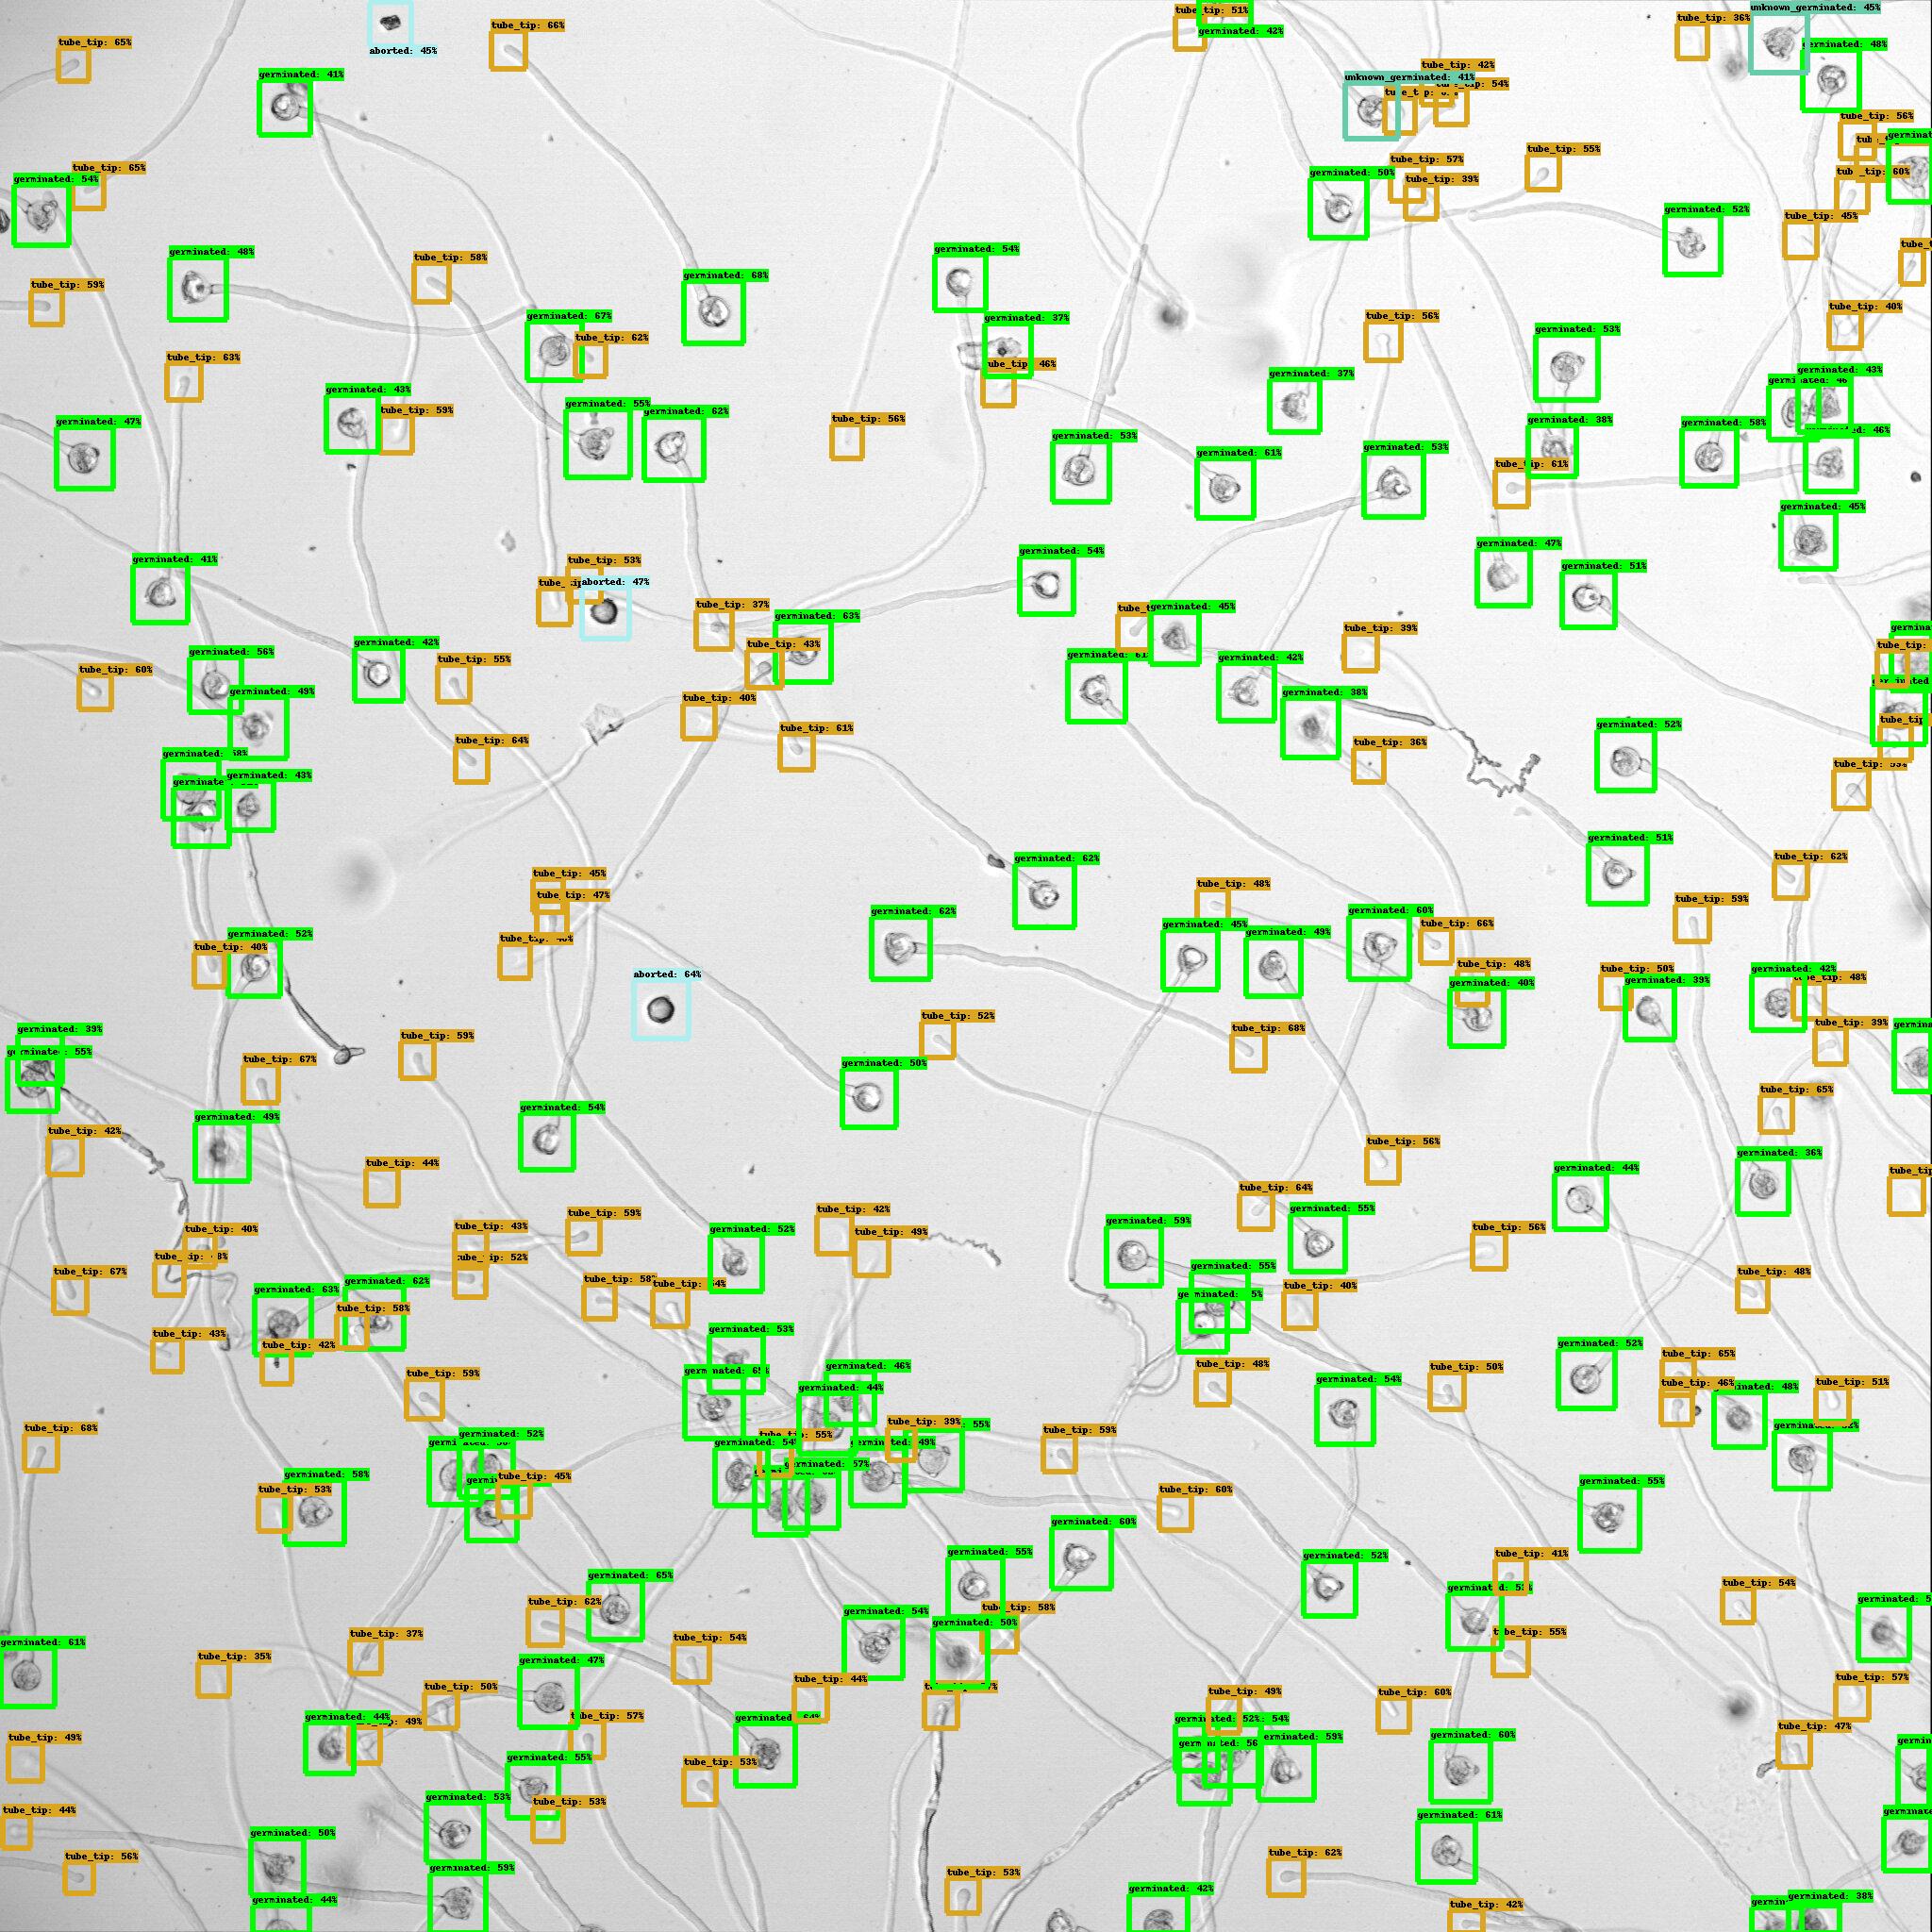 tube_tip: 51%
germinated: 42%
unknown_germinated: 45%
tube_tip: 36%
tube_tip: 66%
tube_tip: 65%
aborted: 45%
germinated: 48%
germinated: 41%
tube_tip: 42%
unknown_germinated: 41%
tube_tip: 54%
tube_tip: 56%
tube_tip: 55%
tube_tip: 57%
tube_tip: 65%
germinated: 54%
germinated: 50%
tube_tip: 39%
germinated: 52%
tube_tip: 45%
germinated: 48%
germinated: 54%
tube_tip: 58%
germinated: 68%
tube_tip: 59%
tube_tip: 40%
germinated: 67%
germinated: 37%
tube_tip: 56%
tube_tip: 62%
germinated: 53%
tube_tip: 63%
tube_tip: 46%
germinated: 37%
germinated: 43%
germinated: 43%
tube_tip: 59%
germinated: 55%
germinated: 62%
tube_tip: 56%
germinated: 38%
germinated: 47%
germinated: 58%
germinated: 53%
germinated: 61%
germinated: 53%
tube_tip: 61%
germinated: 45%
germinated: 41%
tube_tip: 53%
aborted: 47%
germinated: 54%
germinated: 47%
germinated: 51%
tube_tip: 37%
germinated: 63%
germinated: 45%
tube_tip: 39%
germinated: 56%
germinated: 42%
tube_tip: 43%
tube_tip: 60%
tube_tip: 55%
germinated: 42%
germinated: 49%
tube_tip: 40%
germinated: 38%
tube_tip: 61%
germinated: 52%
tube_tip: 64%
tube_tip: 36%
germinated: 43%
germinated: 51%
germinated: 62%
tube_tip: 62%
tube_tip: 45%
tube_tip: 48%
tube_tip: 47%
tube_tip: 59%
germinated: 62%
germinated: 60%
germinated: 45%
tube_tip: 66%
germinated: 52%
germinated: 49%
tube_tip: 40%
tube_tip: 48%
tube_tip: 50%
germinated: 42%
aborted: 64%
germinated: 40%
germinated: 39%
tube_tip: 48%
tube_tip: 52%
germinated: 39%
tube_tip: 39%
tube_tip: 59%
germinated: 55%
tube_tip: 67%
tube_tip: 68%
germinated: 50%
tube_tip: 65%
germinated: 54%
germinated: 49%
tube_tip: 42%
tube_tip: 56%
germinated: 36%
tube_tip: 44%
germinated: 44%
tube_tip: 64%
tube_tip: 59%
tube_tip: 42%
germinated: 55%
germinated: 59%
tube_tip: 40%
tube_tip: 43%
germinated: 52%
tube_tip: 49%
tube_tip: 56%
tube_tip: 52%
germinated: 55%
tube_tip: 67%
germinated: 62%
tube_tip: 58%
tube_tip: 40%
tube_tip: 48%
germinated: 63%
tube_tip: 58%
tube_tip: 43%
germinated: 53%
tube_tip: 42%
germinated: 52%
tube_tip: 65%
germinated: 46%
tube_tip: 48%
tube_tip: 50%
tube_tip: 59%
germinated: 44%
germinated: 54%
tube_tip: 46%
germinated: 48%
tube_tip: 51%
tube_tip: 39%
tube_tip: 68%
germinated: 52%
tube_tip: 55%
tube_tip: 59%
germinated: 54%
germinated: 49%
germinated: 57%
germinated: 58%
tube_tip: 45%
germinated: 55%
tube_tip: 53%
tube_tip: 60%
germinated: 60%
germinated: 55%
germinated: 52%
tube_tip: 41%
germinated: 65%
tube_tip: 54%
tube_tip: 62%
germinated: 54%
tube_tip: 58%
germinated: 50%
tube_tip: 37%
tube_tip: 54%
tube_tip: 55%
germinated: 61%
tube_tip: 35%
germinated: 47%
tube_tip: 44%
tube_tip: 57%
tube_tip: 50%
tube_tip: 49%
tube_tip: 60%
germinated: 44%
tube_tip: 49%
tube_tip: 57%
germinated: 52%
germinated: 54%
tube_tip: 47%
germinated: 59%
germinated: 60%
tube_tip: 49%
germinated: 55%
tube_tip: 53%
germinated: 53%
tube_tip: 53%
tube_tip: 44%
germinated: 61%
germinated: 50%
tube_tip: 56%
tube_tip: 62%
germinated: 59%
tube_tip: 53%
germinated: 42%
germinated: 44%
germinated: 38%
tube_tip: 42%